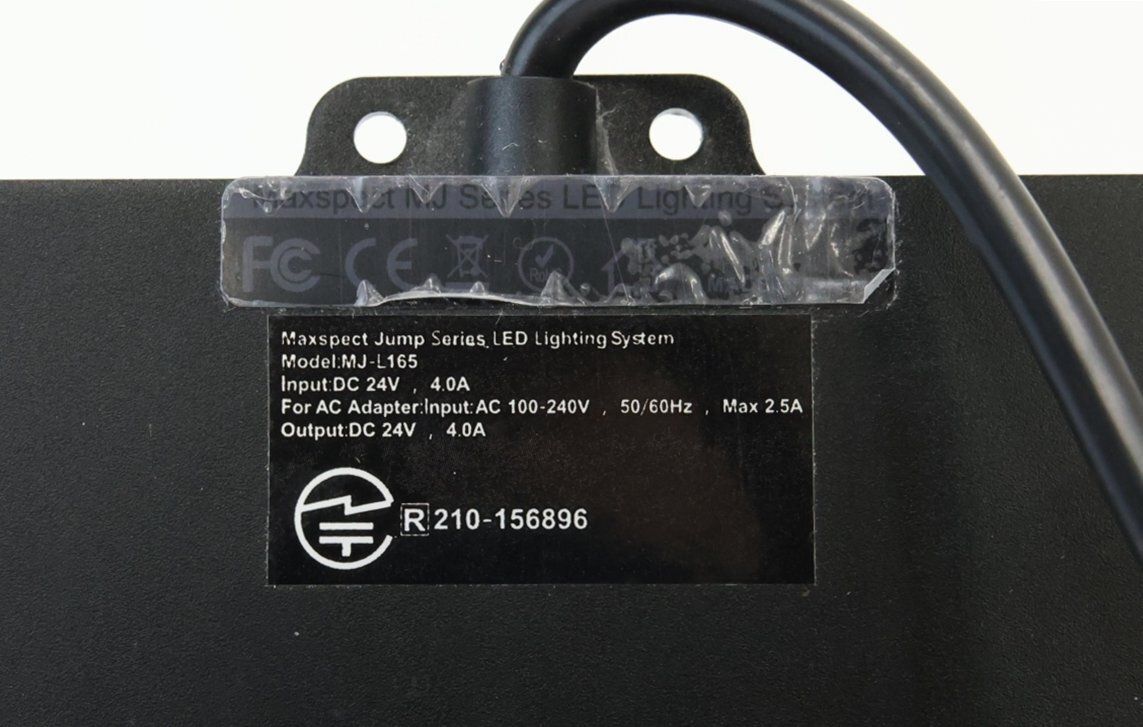 Maxspect MJ Series LED Lighting System
FC CE
Maxspect Jump Series LED Lighting System
Model:MJ-L165
Input:DC 24V , 4.0A
For AC Adapter:Input:AC 100-240V , 50/60Hz , Max 2.5A
Output:DC 24V , 4.0A
R 210-156896